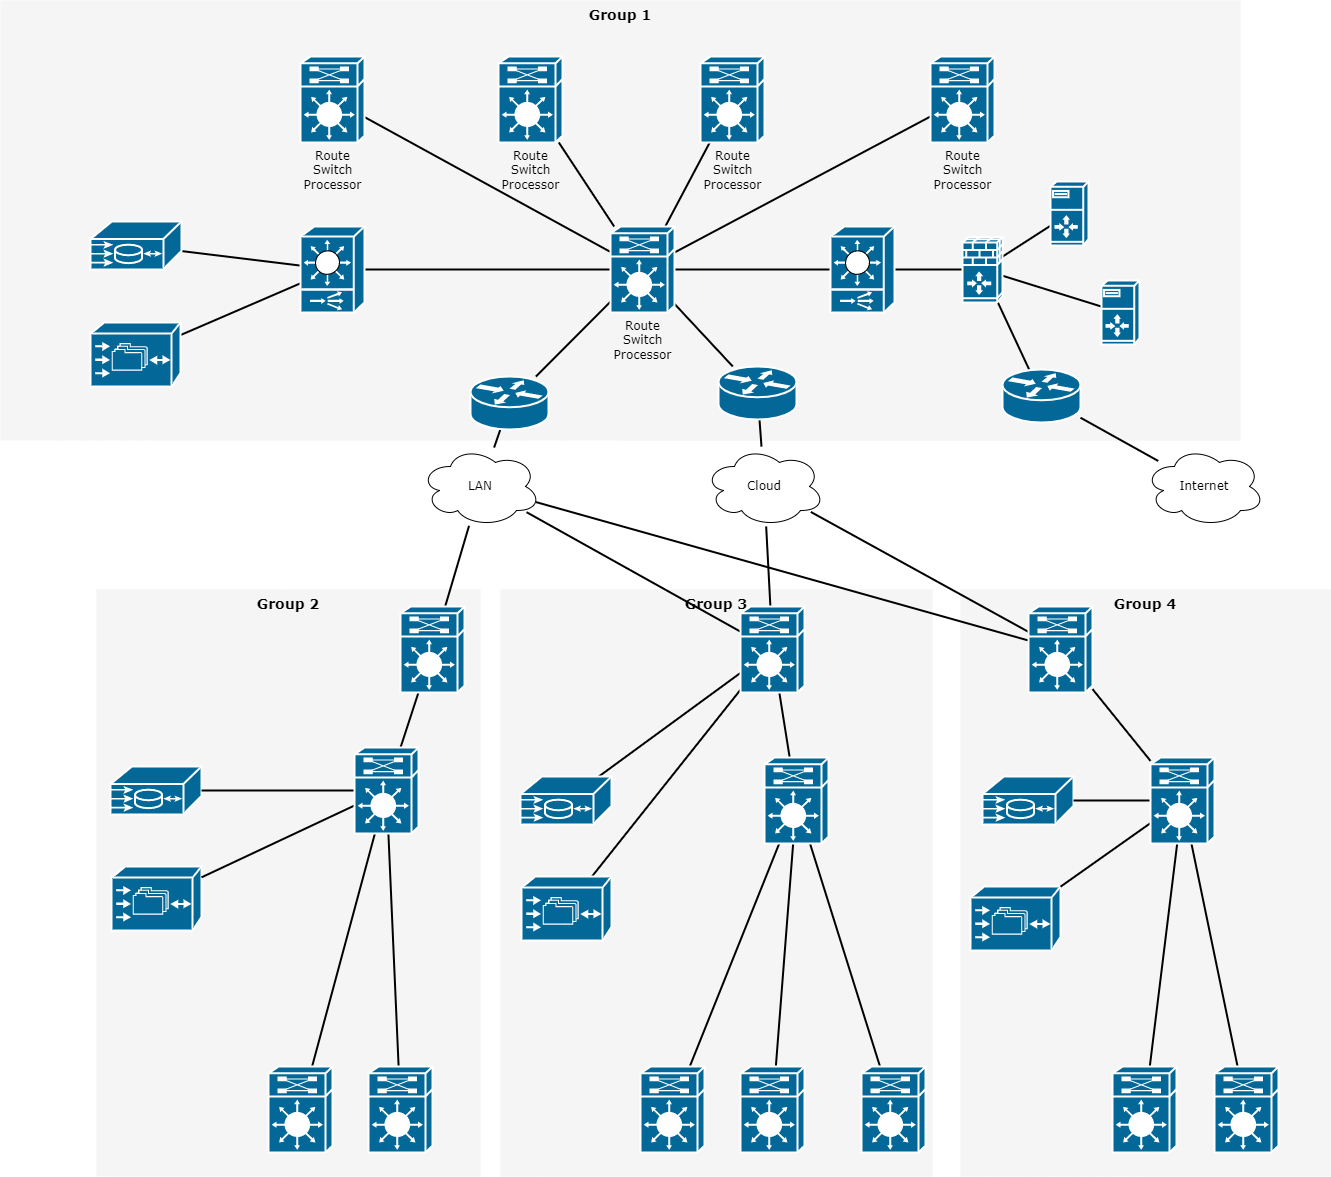 Group 1
Route
Switch
Processor
Route
Switch
Processor
Route
Switch
Processor
Route
Switch
Processor
Route
Switch
Processor
LAN
Cloud
Internet
Group 2
Group 3
Group 4